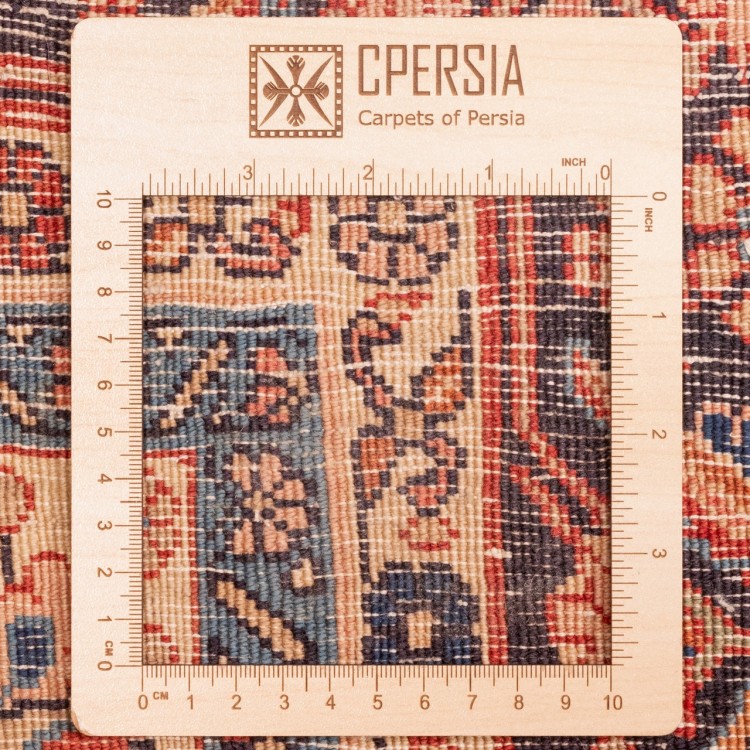 CPERSIA
Carpets of Persia
3 2 1 INCH 0
10 9 8 7 6 5 4 3 2 1 CM 0
0 INCH 1 2 3
0 CM 1 2 3 4 5 6 7 8 9 10